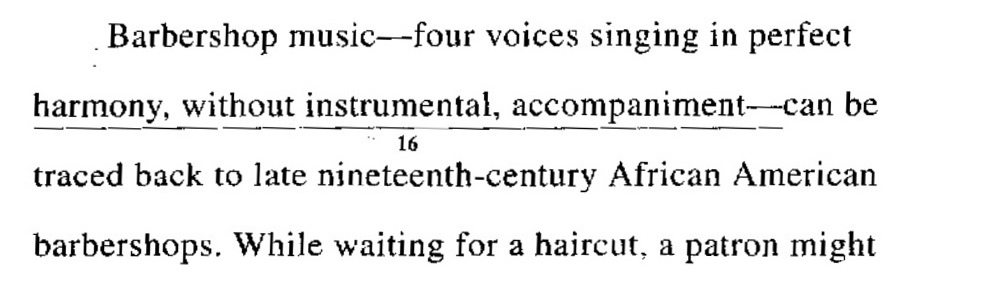 Barbershop music—four voices singing in perfect
harmony, without instrumental, accompaniment—can be
16
traced back to late nineteenth-century African American
barbershops. While waiting for a haircut, a patron might